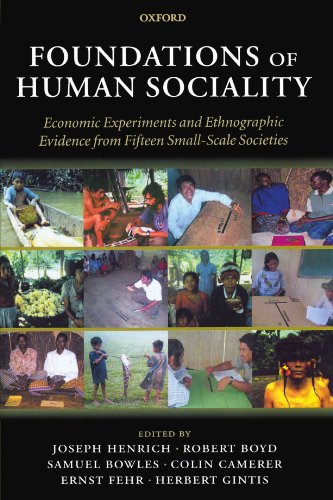 OXFORD
FOUNDATIONS OF
HUMAN SOCIALITY
Economic Experiments and Ethnographic
Evidence from Fifteen Small-Scale Societies
EDITED BY
JOSEPH HENRICH · ROBERT BOYD
SAMUEL BOWLES · COLIN CAMERER
ERNST FEHR · HERBERT GINTIS